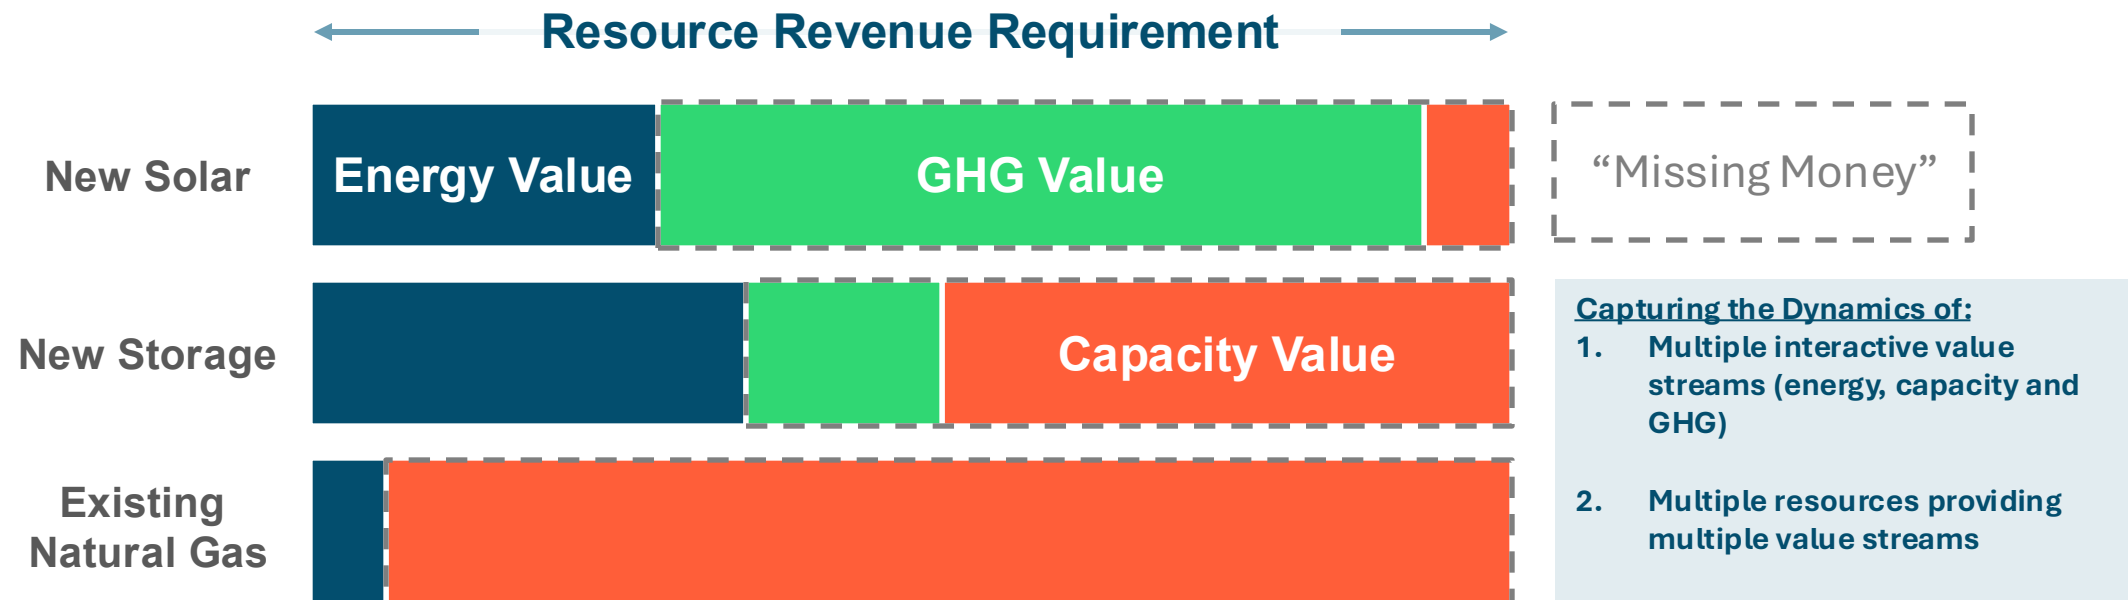 Resource Revenue Requirement
New Solar
Energy Value
GHG Value
“Missing Money”
New Storage
Capacity Value
Existing
Natural Gas
Capturing the Dynamics of:
1. Multiple interactive value
streams (energy, capacity and
GHG)
2. Multiple resources providing
multiple value streams